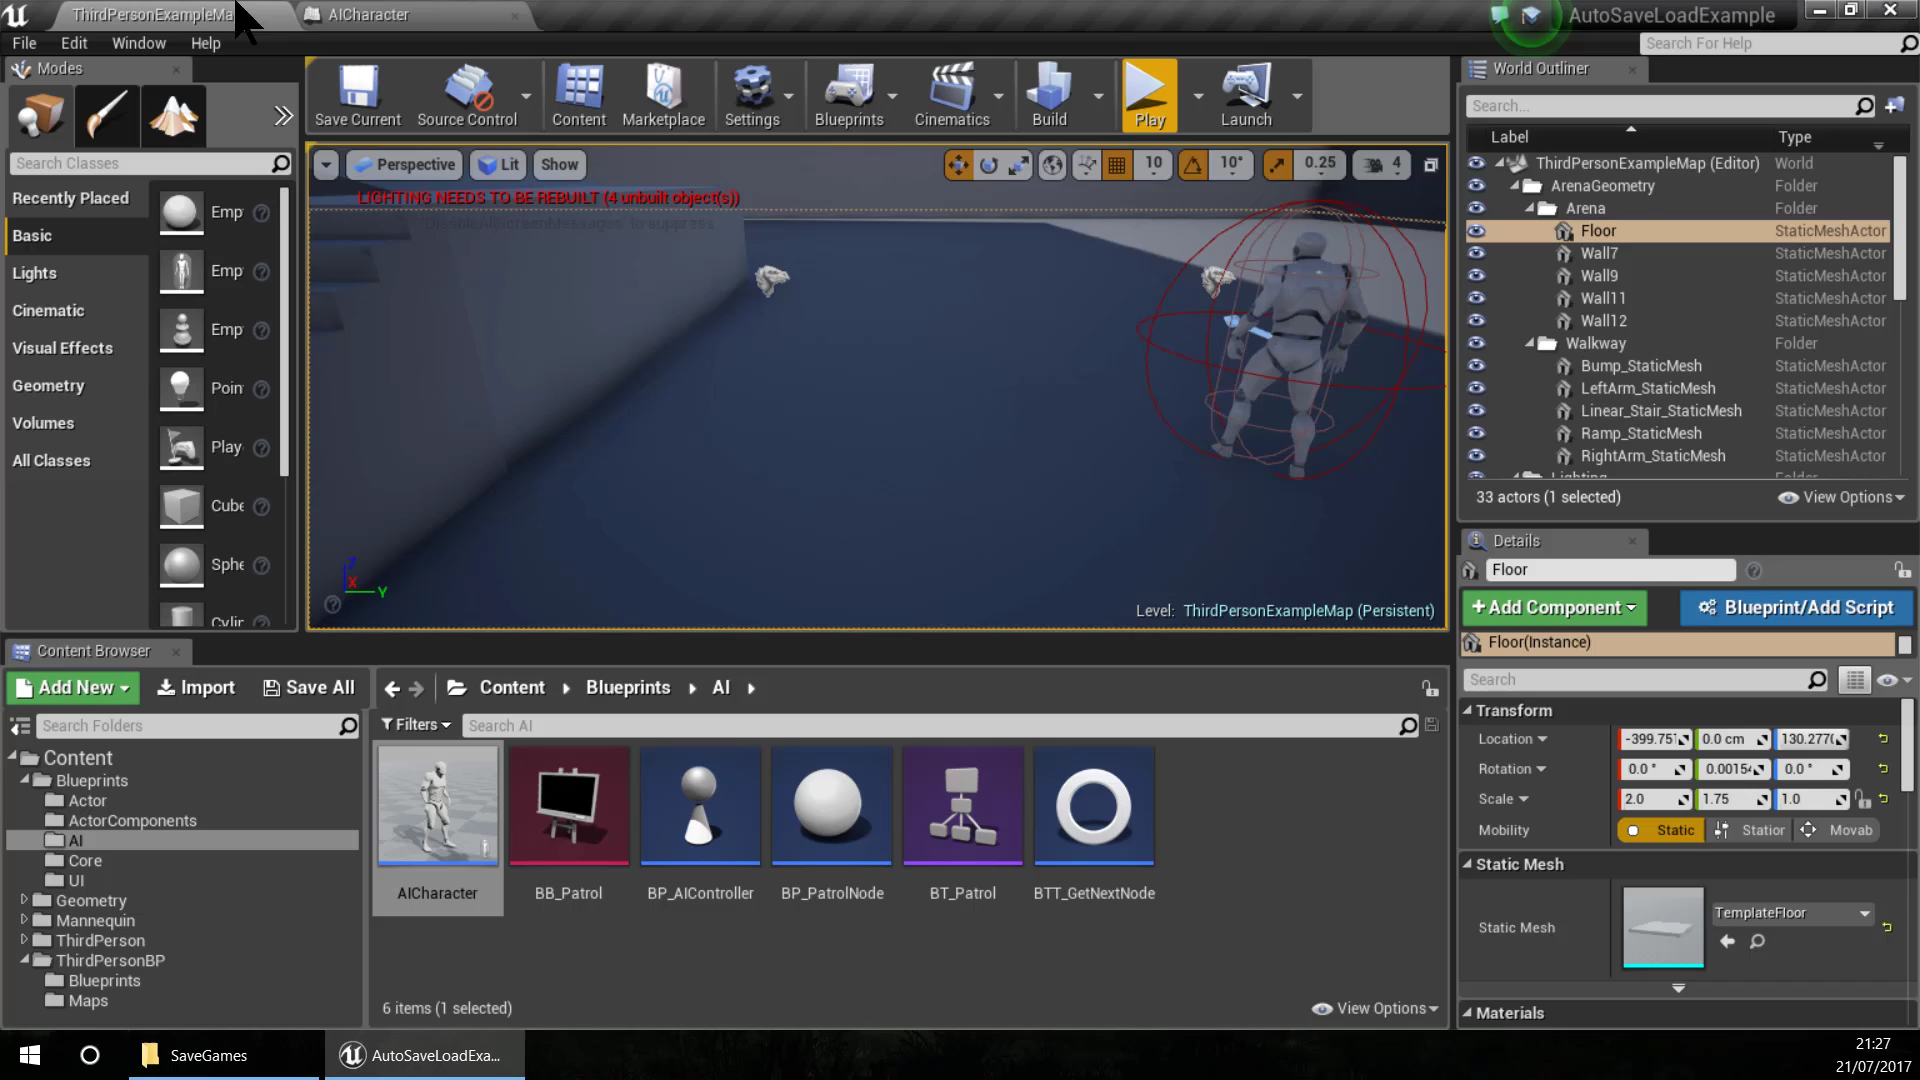 ThirdPersonExampleMa
AICharacter
AutoSaveLoadExample
File
Edit
Window
Help
Search For Help
Modes
Search Classes
Recently Placed
Basic
Lights
Cinematic
Visual Effects
Geometry
Volumes
All Classes
Emp
Emp
Emp
Poin
Play
Cube
Sphe
Cylin
Save Current
Source Control
Content
Marketplace
Settings
Blueprints
Cinematics
Build
Play
Launch
Perspective
Lit
Show
10
10°
0.25
4
LIGHTING NEEDS TO BE REBUILT (4 unbuilt object(s))
'DisableAllScreenMessages' to suppress
Z
X
Y
Level: ThirdPersonExampleMap (Persistent)
World Outliner
Search...
Label
Type
ThirdPersonExampleMap (Editor) World
ArenaGeometry Folder
Arena Folder
Floor StaticMeshActor
Wall7 StaticMeshActor
Wall9 StaticMeshActor
Wall11 StaticMeshActor
Wall12 StaticMeshActor
Walkway Folder
Bump_StaticMesh StaticMeshActor
LeftArm_StaticMesh StaticMeshActor
Linear_Stair_StaticMesh StaticMeshActor
Ramp_StaticMesh StaticMeshActor
RightArm_StaticMesh StaticMeshActor
Lighting Folder
33 actors (1 selected)
View Options
Details
Floor
Add Component
Blueprint/Add Script
Floor(Instance)
Search
Transform
Location -399.751 0.0 cm 130.2770
Rotation 0.0 ° 0.00154 0.0 °
Scale 2.0 1.75 1.0
Mobility Static Station Movab
Static Mesh
Static Mesh
TemplateFloor
Materials
Content Browser
Add New
Import
Save All
Content
Blueprints
AI
Search Folders
Filters
Search AI
Content
Blueprints
Actor
ActorComponents
AI
Core
UI
Geometry
Mannequin
ThirdPerson
ThirdPersonBP
Blueprints
Maps
AICharacter
BB_Patrol
BP_AIController
BP_PatrolNode
BT_Patrol
BTT_GetNextNode
6 items (1 selected)
View Options
SaveGames
AutoSaveLoadExa...
21:27
21/07/2017